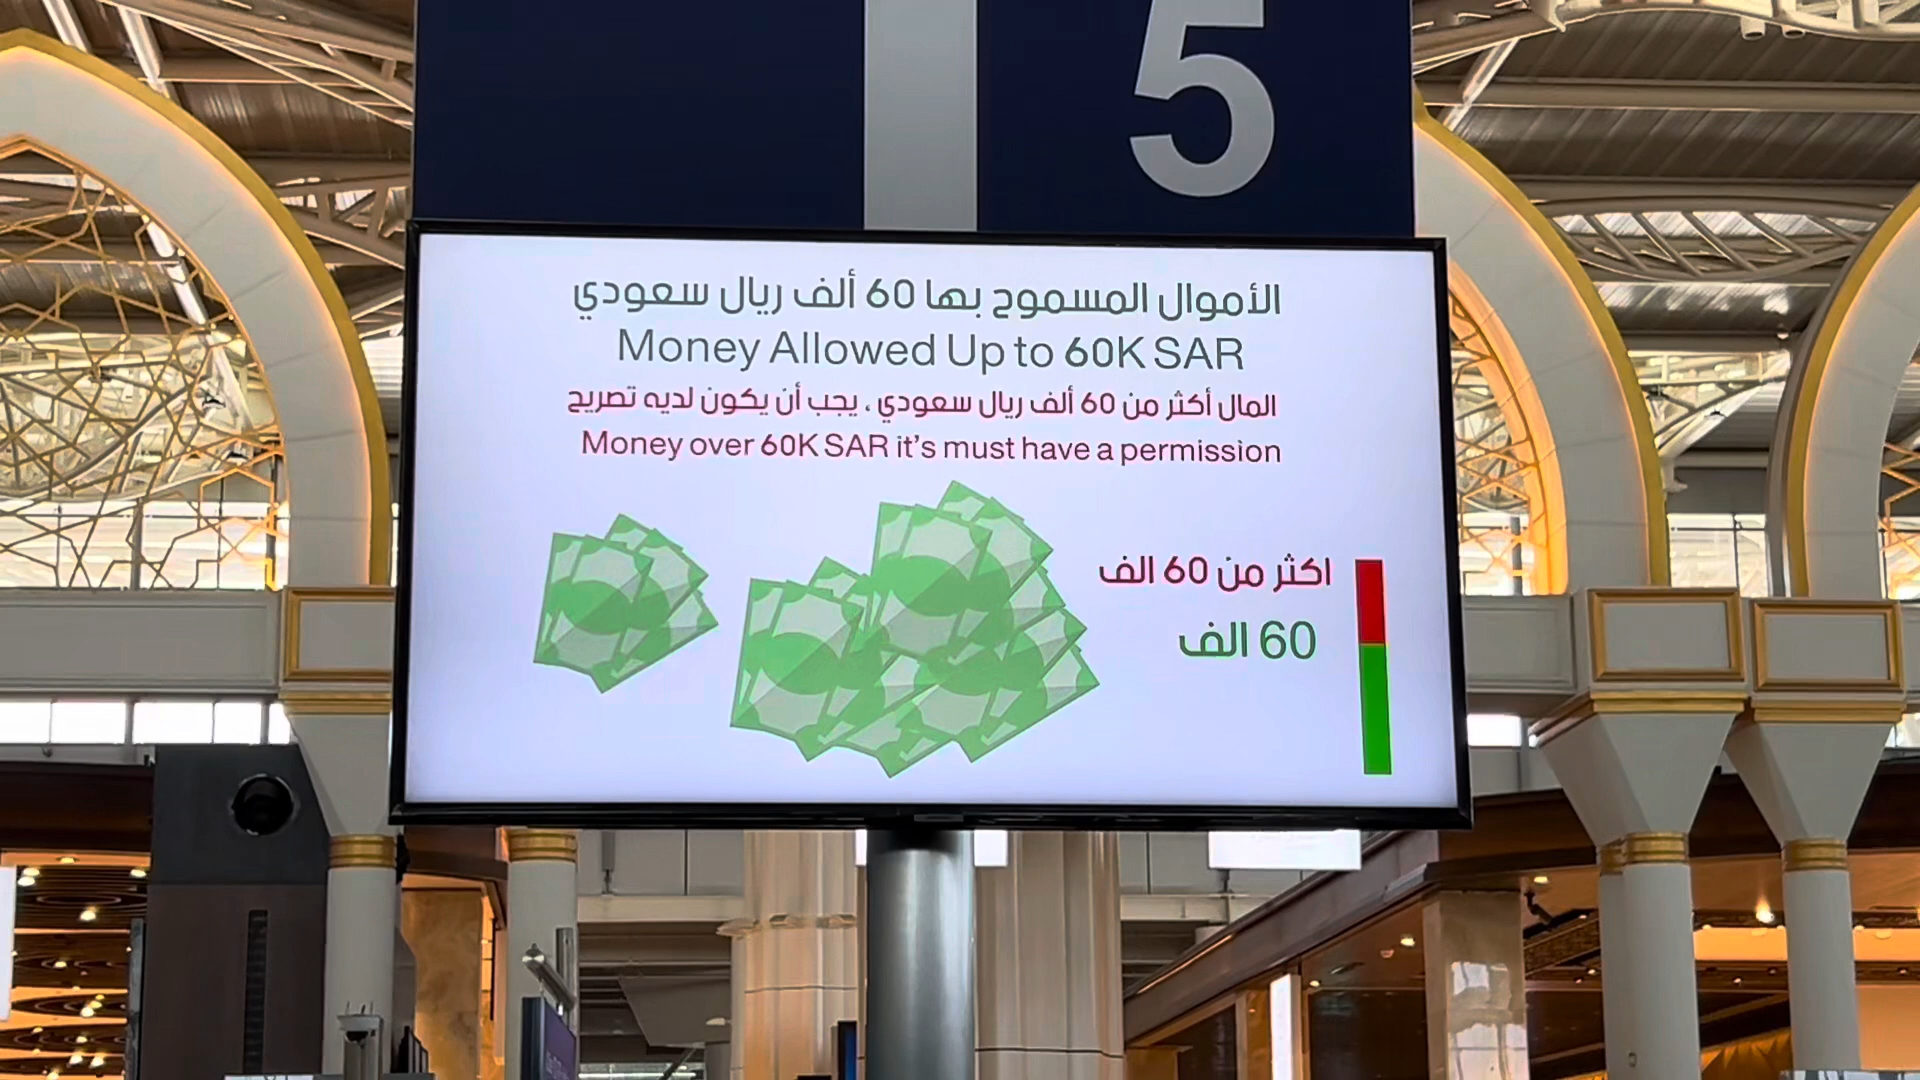 5
الأموال المسموح بها 60 ألف ريال سعودي
Money Allowed Up to 60K SAR
المال أكثر من 60 ألف ريال سعودي ، يجب أن يكون لديه تصريح
Money over 60K SAR it's must have a permission
اكثر من 60 الف
60 الف